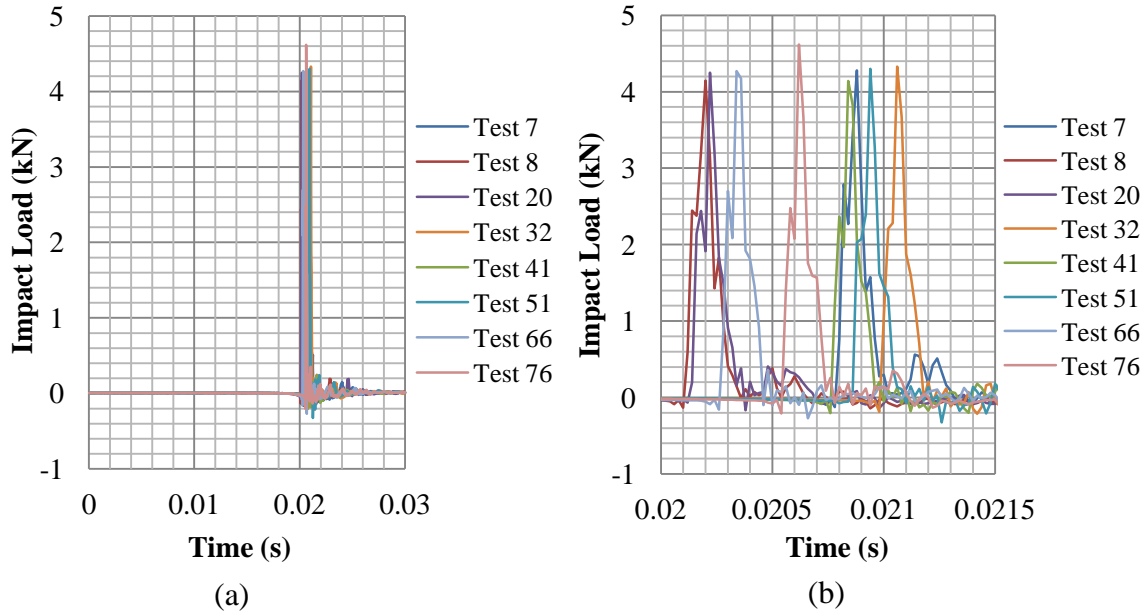 5
4
3
2
1
0
-1
0
0.01
0.02
0.03
Impact Load (kN)
Time (s)
Test 7
Test 8
Test 20
Test 32
Test 41
Test 51
Test 66
Test 76
(a)
5
4
3
2
1
0
-1
0.02
0.0205
0.021
0.0215
Impact Load (kN)
Time (s)
Test 7
Test 8
Test 20
Test 32
Test 41
Test 51
Test 66
Test 76
(b)